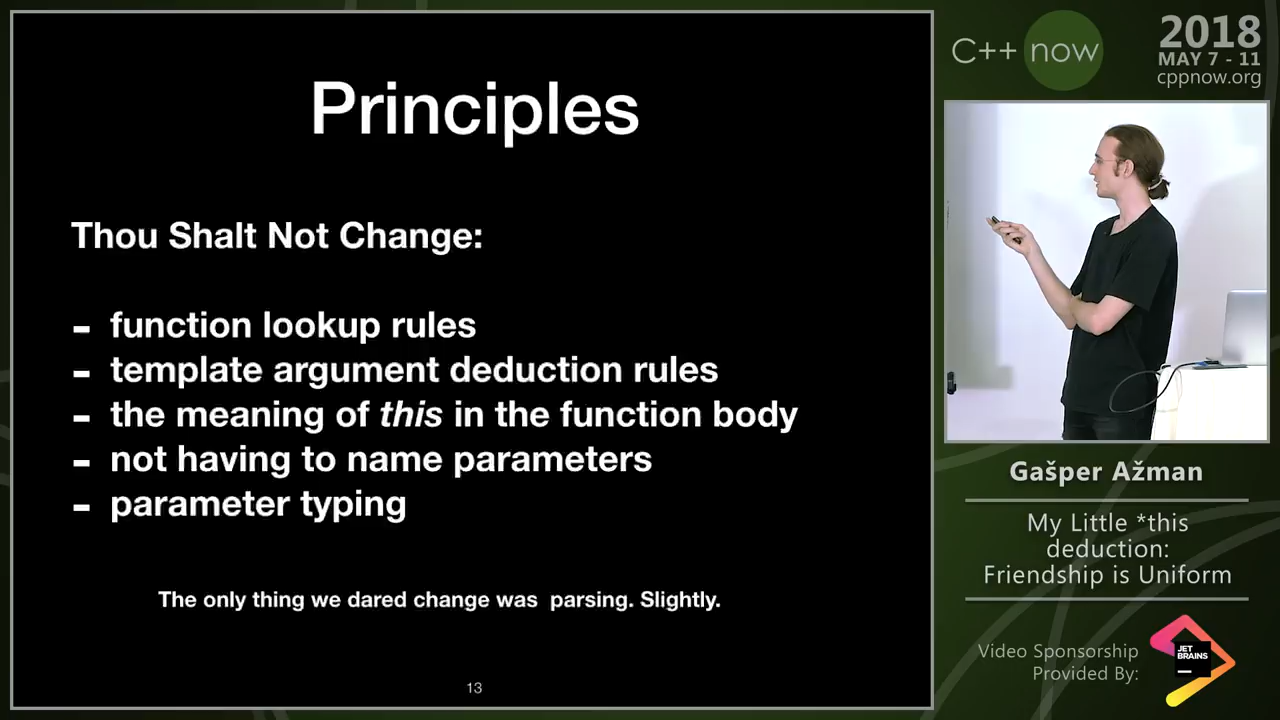 Principles
Thou Shalt Not Change:
- function lookup rules
- template argument deduction rules
- the meaning of this in the function body
- not having to name parameters
- parameter typing
The only thing we dared change was  parsing. Slightly.
13
C++ now
2018
MAY 7 - 11
cppnow.org
Gašper Ažman
My Little *this
deduction:
Friendship is Uniform
Video Sponsorship
Provided By:
JET
BRAINS